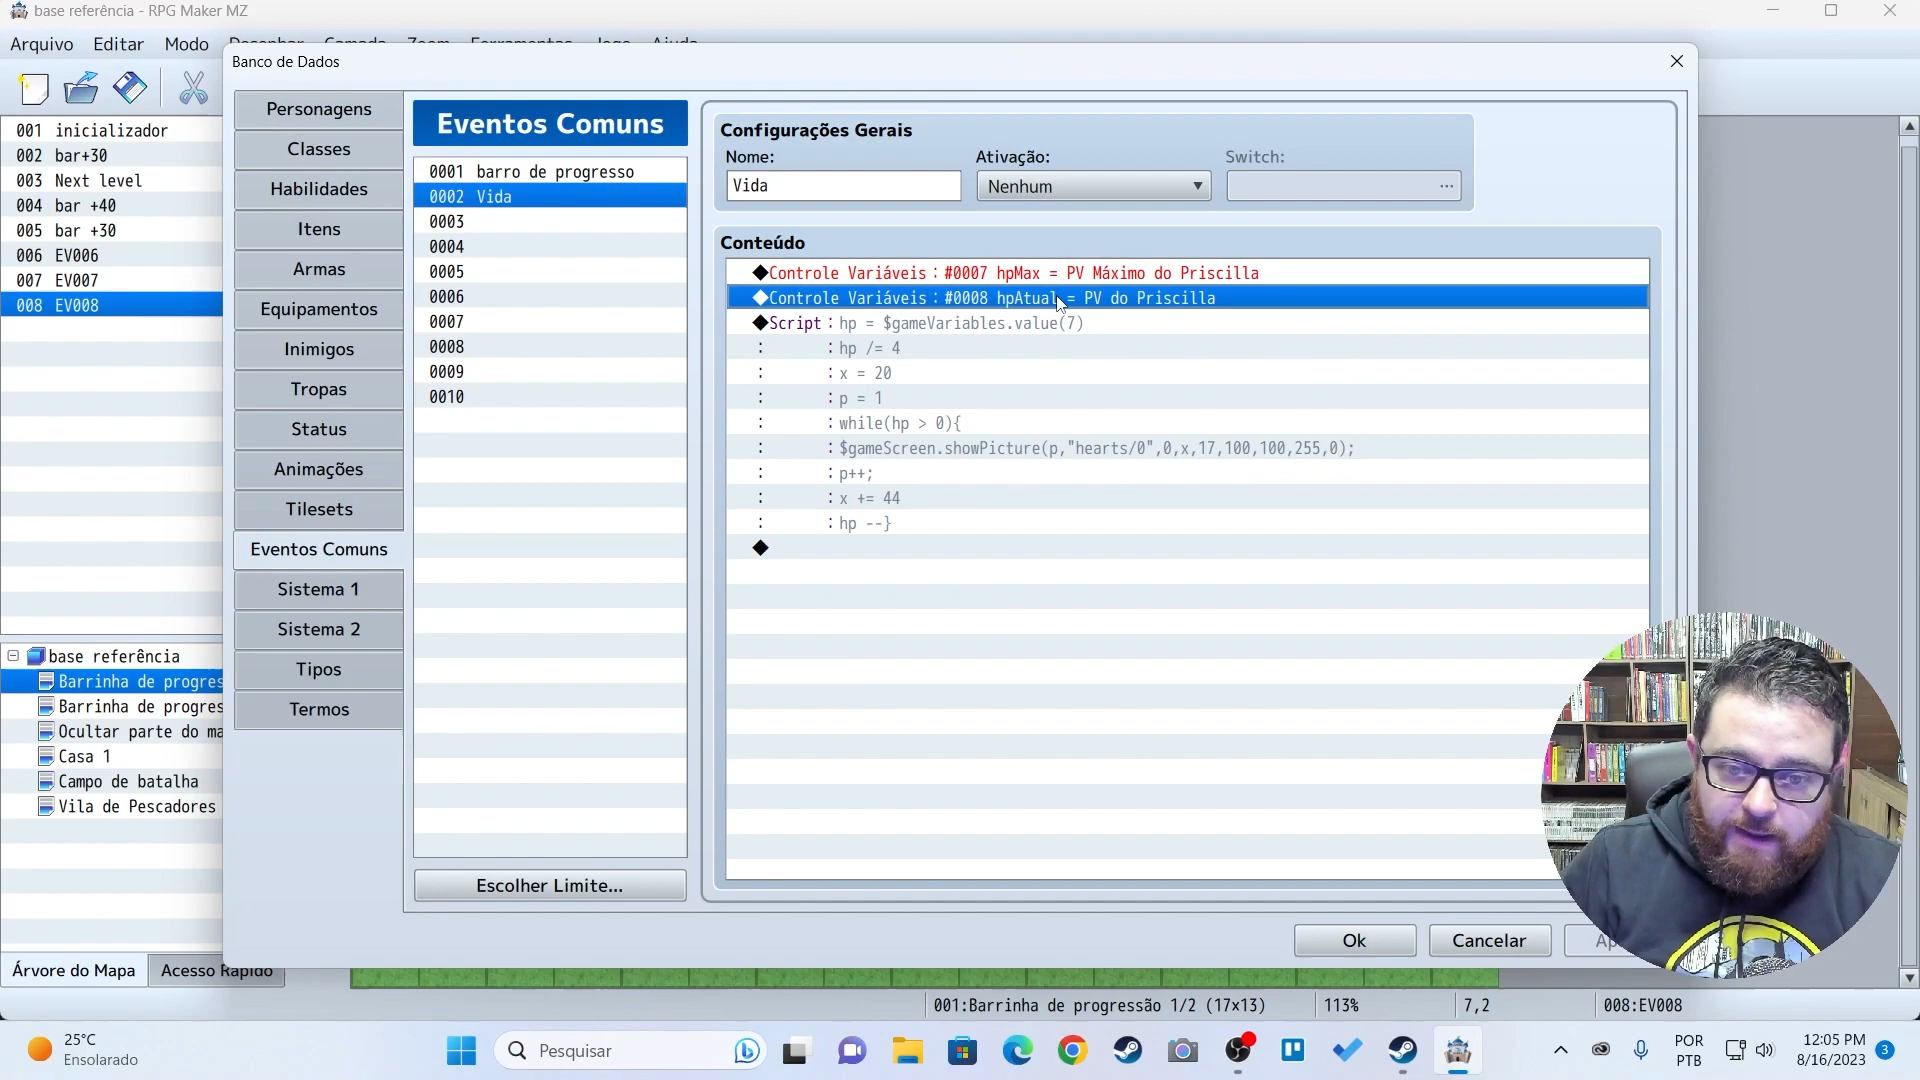 base referência - RPG Maker MZ
Arquivo Editar Modo Desenhar Camada Zoom Ferramentas Jogo Ajuda
Banco de Dados
001 inicializador
002 bar+30
003 Next level
004 bar +40
005 bar +30
006 EV006
007 EV007
008 EV008
base referência
Barrinha de progres
Barrinha de progres
Ocultar parte do ma
Casa 1
Campo de batalha
Vila de Pescadores
Árvore do Mapa
Acesso Rápido
Personagens
Classes
Habilidades
Itens
Armas
Equipamentos
Inimigos
Tropas
Status
Animações
Tilesets
Eventos Comuns
Sistema 1
Sistema 2
Tipos
Termos
Eventos Comuns
0001 barro de progresso
0002 Vida
0003
0004
0005
0006
0007
0008
0009
0010
Escolher Limite...
Configurações Gerais
Nome: Ativação: Switch:
Vida Nenhum ...
Conteúdo
◆Controle Variáveis：#0007 hpMax = PV Máximo do Priscilla
◆Controle Variáveis：#0008 hpAtual = PV do Priscilla
◆Script：hp = $gameVariables.value(7)
: :hp /= 4
: :x = 20
: :p = 1
: :while(hp > 0){
: :$gameScreen.showPicture(p,"hearts/0",0,x,17,100,100,255,0);
: :p++;
: :x += 44
: :hp --}
◆
Ok
Cancelar
Ap
001:Barrinha de progressão 1/2 (17x13) 113% 7,2 008:EV008
25°C
Ensolarado
Pesquisar
POR
PTB
12:05 PM
8/16/2023
3